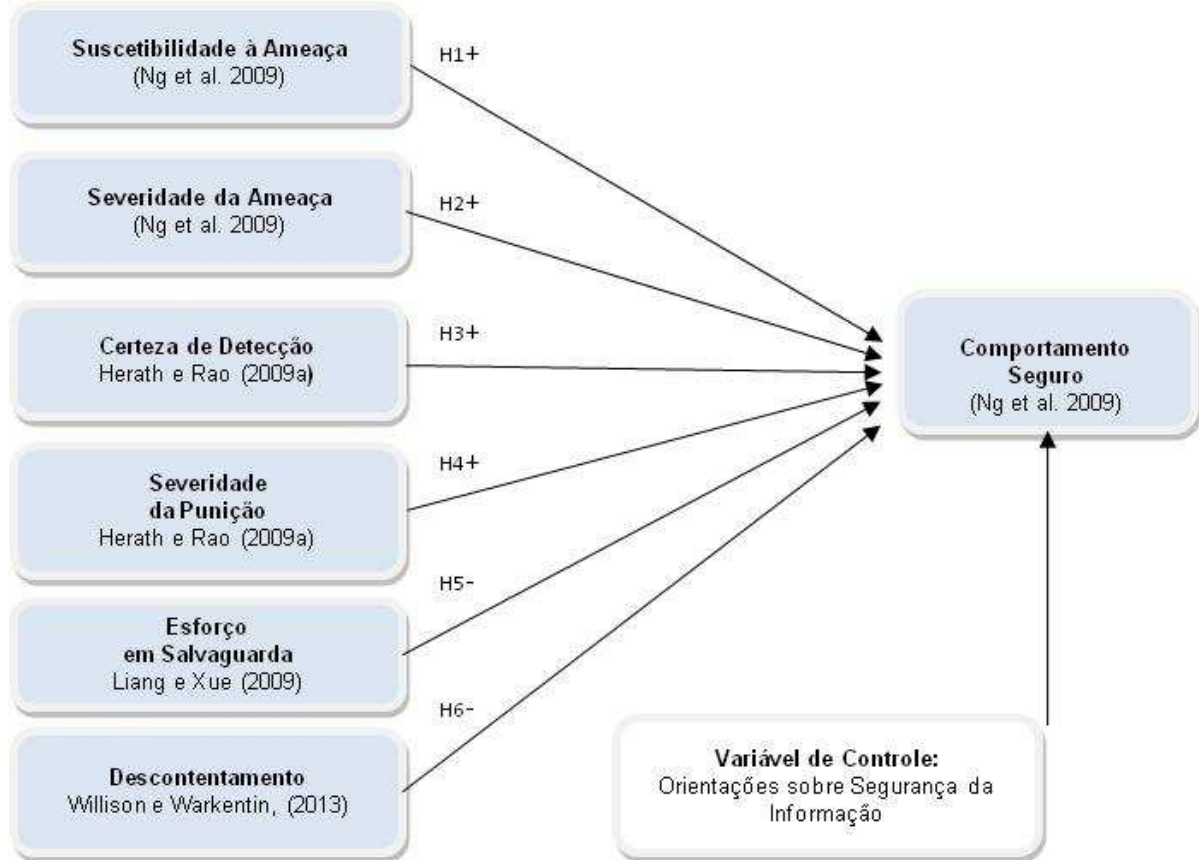 Suscetibilidade à Ameaça
(Ng et al. 2009)
H1+
Severidade da Ameaça
(Ng et al. 2009)
H2+
Certeza de Detecção
Herath e Rao (2009a)
H3+
Severidade
da Punição
Herath e Rao (2009a)
H4+
Esforço
em Salvaguarda
Liang e Xue (2009)
H5-
Descontentamento
Willison e Warkentin, (2013)
H6-
Comportamento
Seguro
(Ng et al. 2009)
Variável de Controle:
Orientações sobre Segurança da
Informação